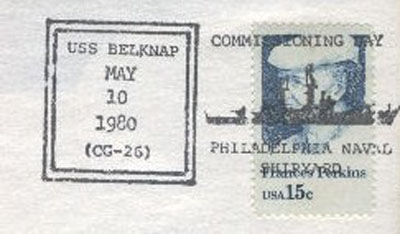 USS BELKNAP
MAY
10
1980
(CG-26)
COMMISSIONING DAY
PHILADELPHIA NAVAL
SHIPYARD
Frances Perkins
USA 15c